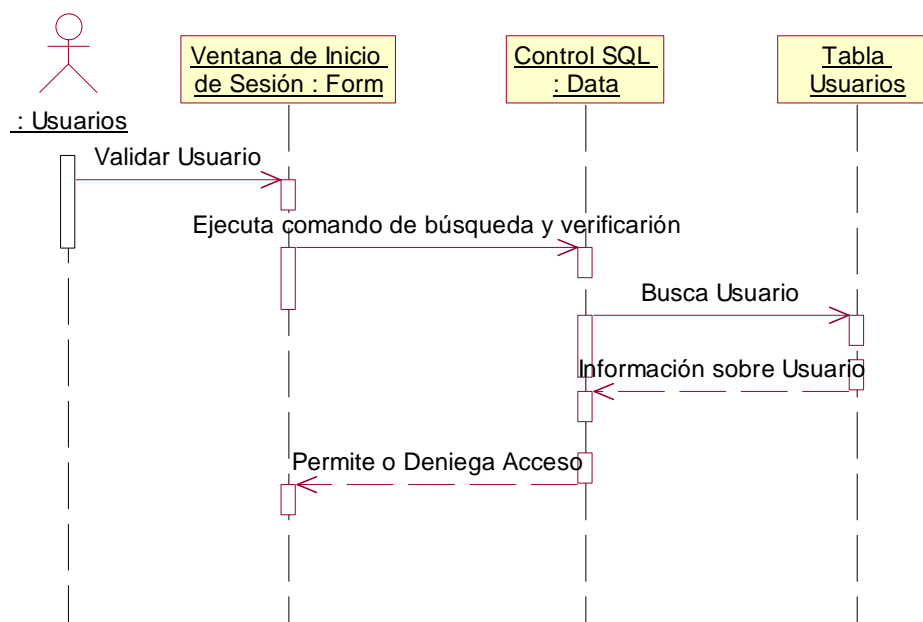 Ventana de Inicio
de Sesión : Form
Control SQL
: Data
Tabla
Usuarios
: Usuarios
Validar Usuario
Ejecuta comando de búsqueda y verificarión
Busca Usuario
Información sobre Usuario
Permite o Deniega Acceso